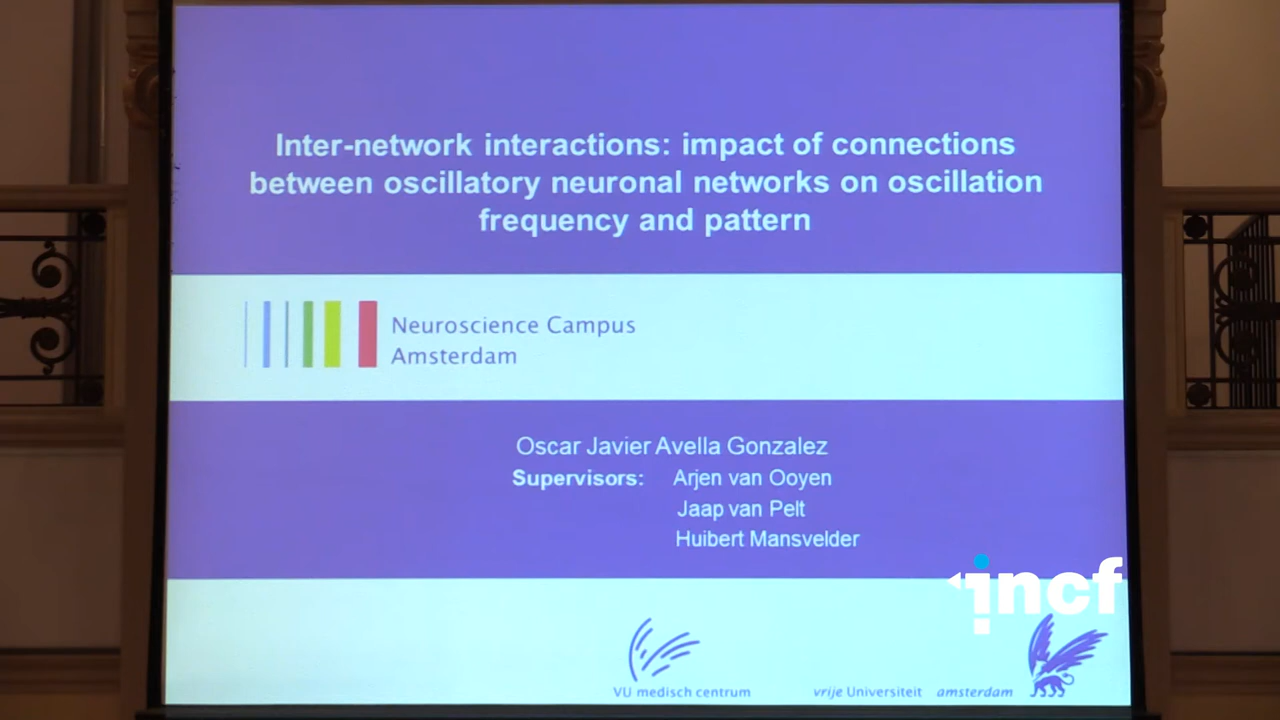 Inter-network interactions: impact of connections
between oscillatory neuronal networks on oscillation
frequency and pattern
Neuroscience Campus
Amsterdam
Oscar Javier Avella Gonzalez
Supervisors: Arjen van Ooyen
Jaap van Pelt
Huibert Mansvelder
incf
VU medisch centrum
vrije Universiteit amsterdam